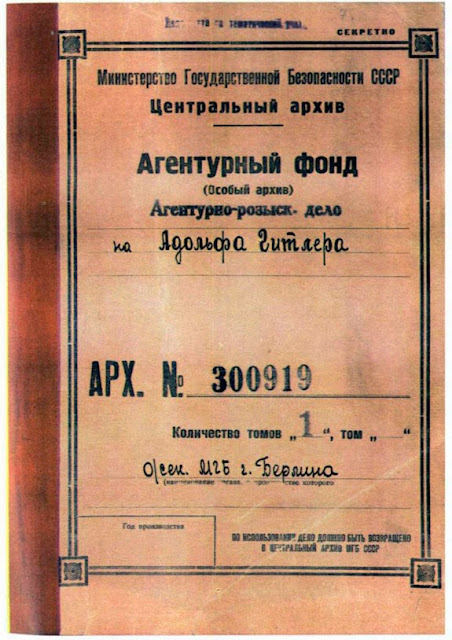 СЕКРЕТНО
Министерство Государственной Безопасности СССР
Центральный архив
Агентурный фонд
(Особый архив)
Агентурно-розыск. дело
на Адольфа Гитлера
АРХ. № 300919
Количество томов „1“, том „ “
о/сек. МГБ г. Берлина
(наименование которого
Год производства
ПО ИСПОЛЬЗОВАНИИ ДЕЛО ДОЛЖНО БЫТЬ ВОЗВРАЩЕНО
В ЦЕНТРАЛЬНЫЙ АРХИВ МГБ СССР